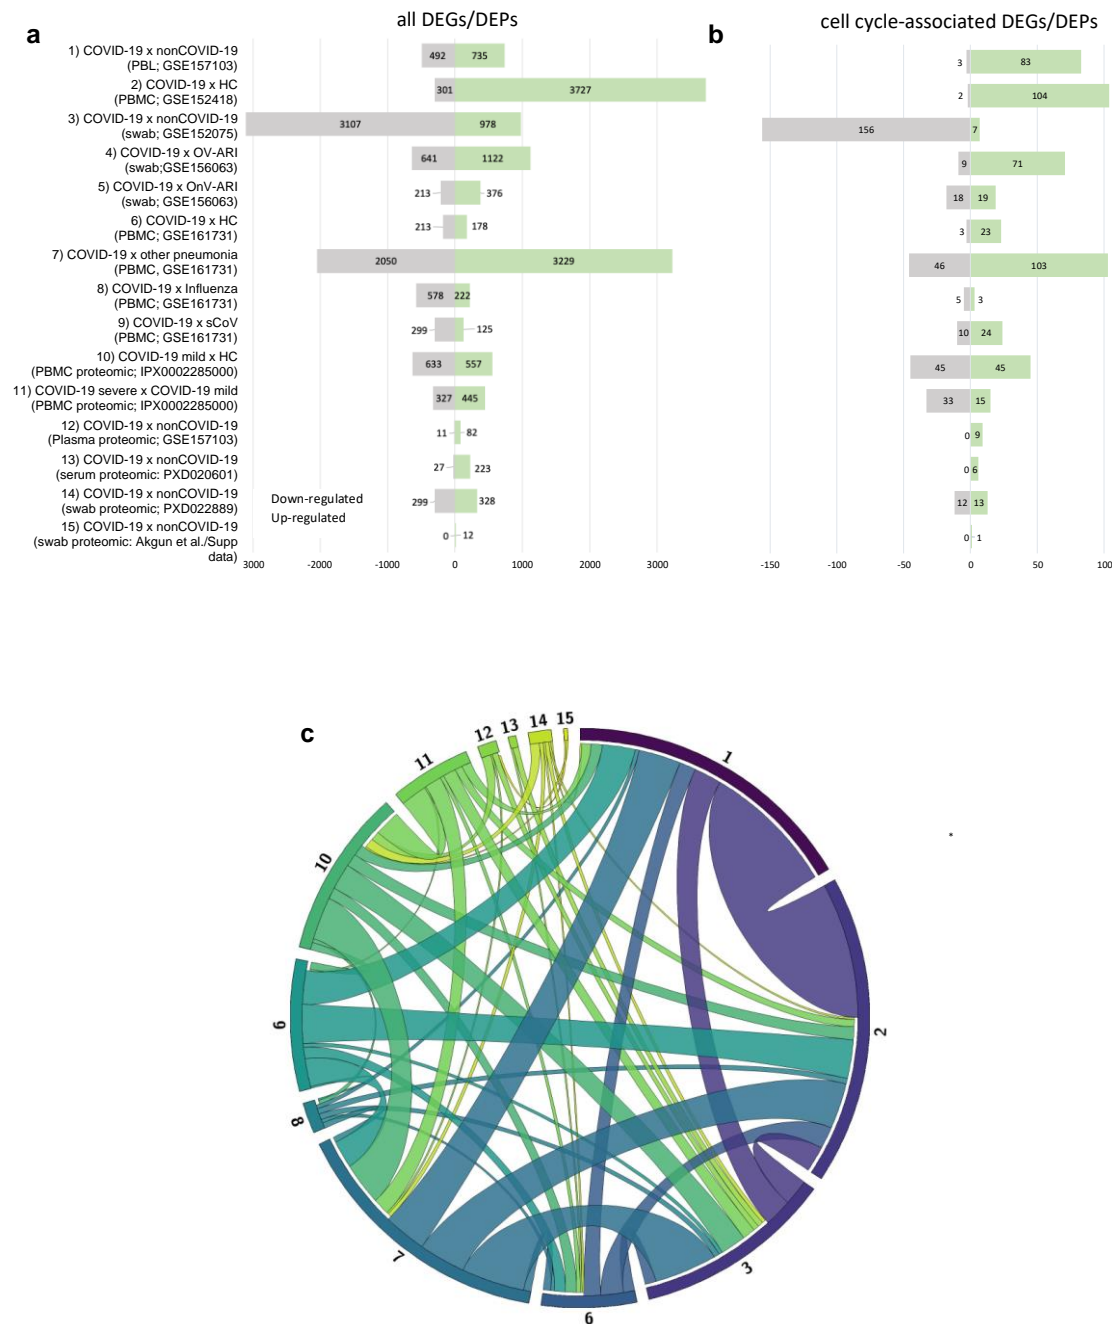 all DEGs/DEPs
cell cycle-associated DEGs/DEPs
a
b
1) COVID-19 x nonCOVID-19
(PBL; GSE157103)
492 735
3 83
2) COVID-19 x HC
(PBMC; GSE152418)
301 3727
2 104
3) COVID-19 x nonCOVID-19
(swab; GSE152075)
3107 978
156 7
4) COVID-19 x OV-ARI
(swab;GSE156063)
641 1122
9 71
5) COVID-19 x OnV-ARI
(swab; GSE156063)
213 376
18 19
6) COVID-19 x HC
(PBMC; GSE161731)
213 178
3 23
7) COVID-19 x other pneumonia
(PBMC, GSE161731)
2050 3229
46 103
8) COVID-19 x Influenza
(PBMC; GSE161731)
578 222
5 3
9) COVID-19 x sCoV
(PBMC; GSE161731)
299 125
10 24
10) COVID-19 mild x HC
(PBMC proteomic; IPX0002285000)
633 557
45 45
11) COVID-19 severe x COVID-19 mild
(PBMC proteomic; IPX0002285000)
327 445
33 15
12) COVID-19 x nonCOVID-19
(Plasma proteomic; GSE157103)
11 82
0 9
13) COVID-19 x nonCOVID-19
(serum proteomic: PXD020601)
27 223
0 6
14) COVID-19 x nonCOVID-19
(swab proteomic; PXD022889)
299 328
12 13
Down-regulated
Up-regulated
15) COVID-19 x nonCOVID-19
(swab proteomic: Akgun et al./Supp
data)
0 12
0 1
3000 -2000 -1000 0 1000 2000 3000
-150 -100 -50 0 50 100
c
1
2
3
6
7
8
9
10
11
12
13
14
15
*